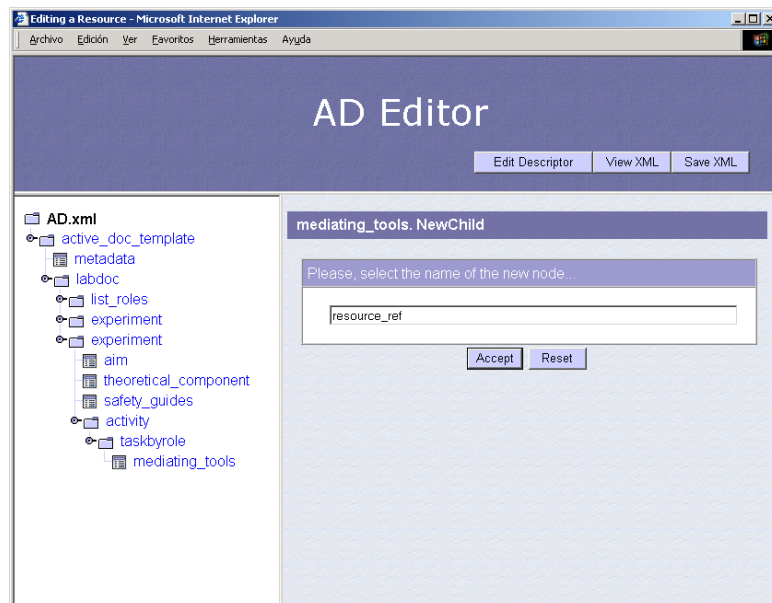 Editing a Resource - Microsoft Internet Explorer
Archivo Edición Ver Favoritos Herramientas Ayuda
AD Editor
Edit Descriptor View XML Save XML
AD.xml
active_doc_template
metadata
labdoc
list_roles
experiment
experiment
aim
theoretical_component
safety_guides
activity
taskbyrole
mediating_tools
mediating_tools. NewChild
Please, select the name of the new node...
resource_ref
Accept Reset